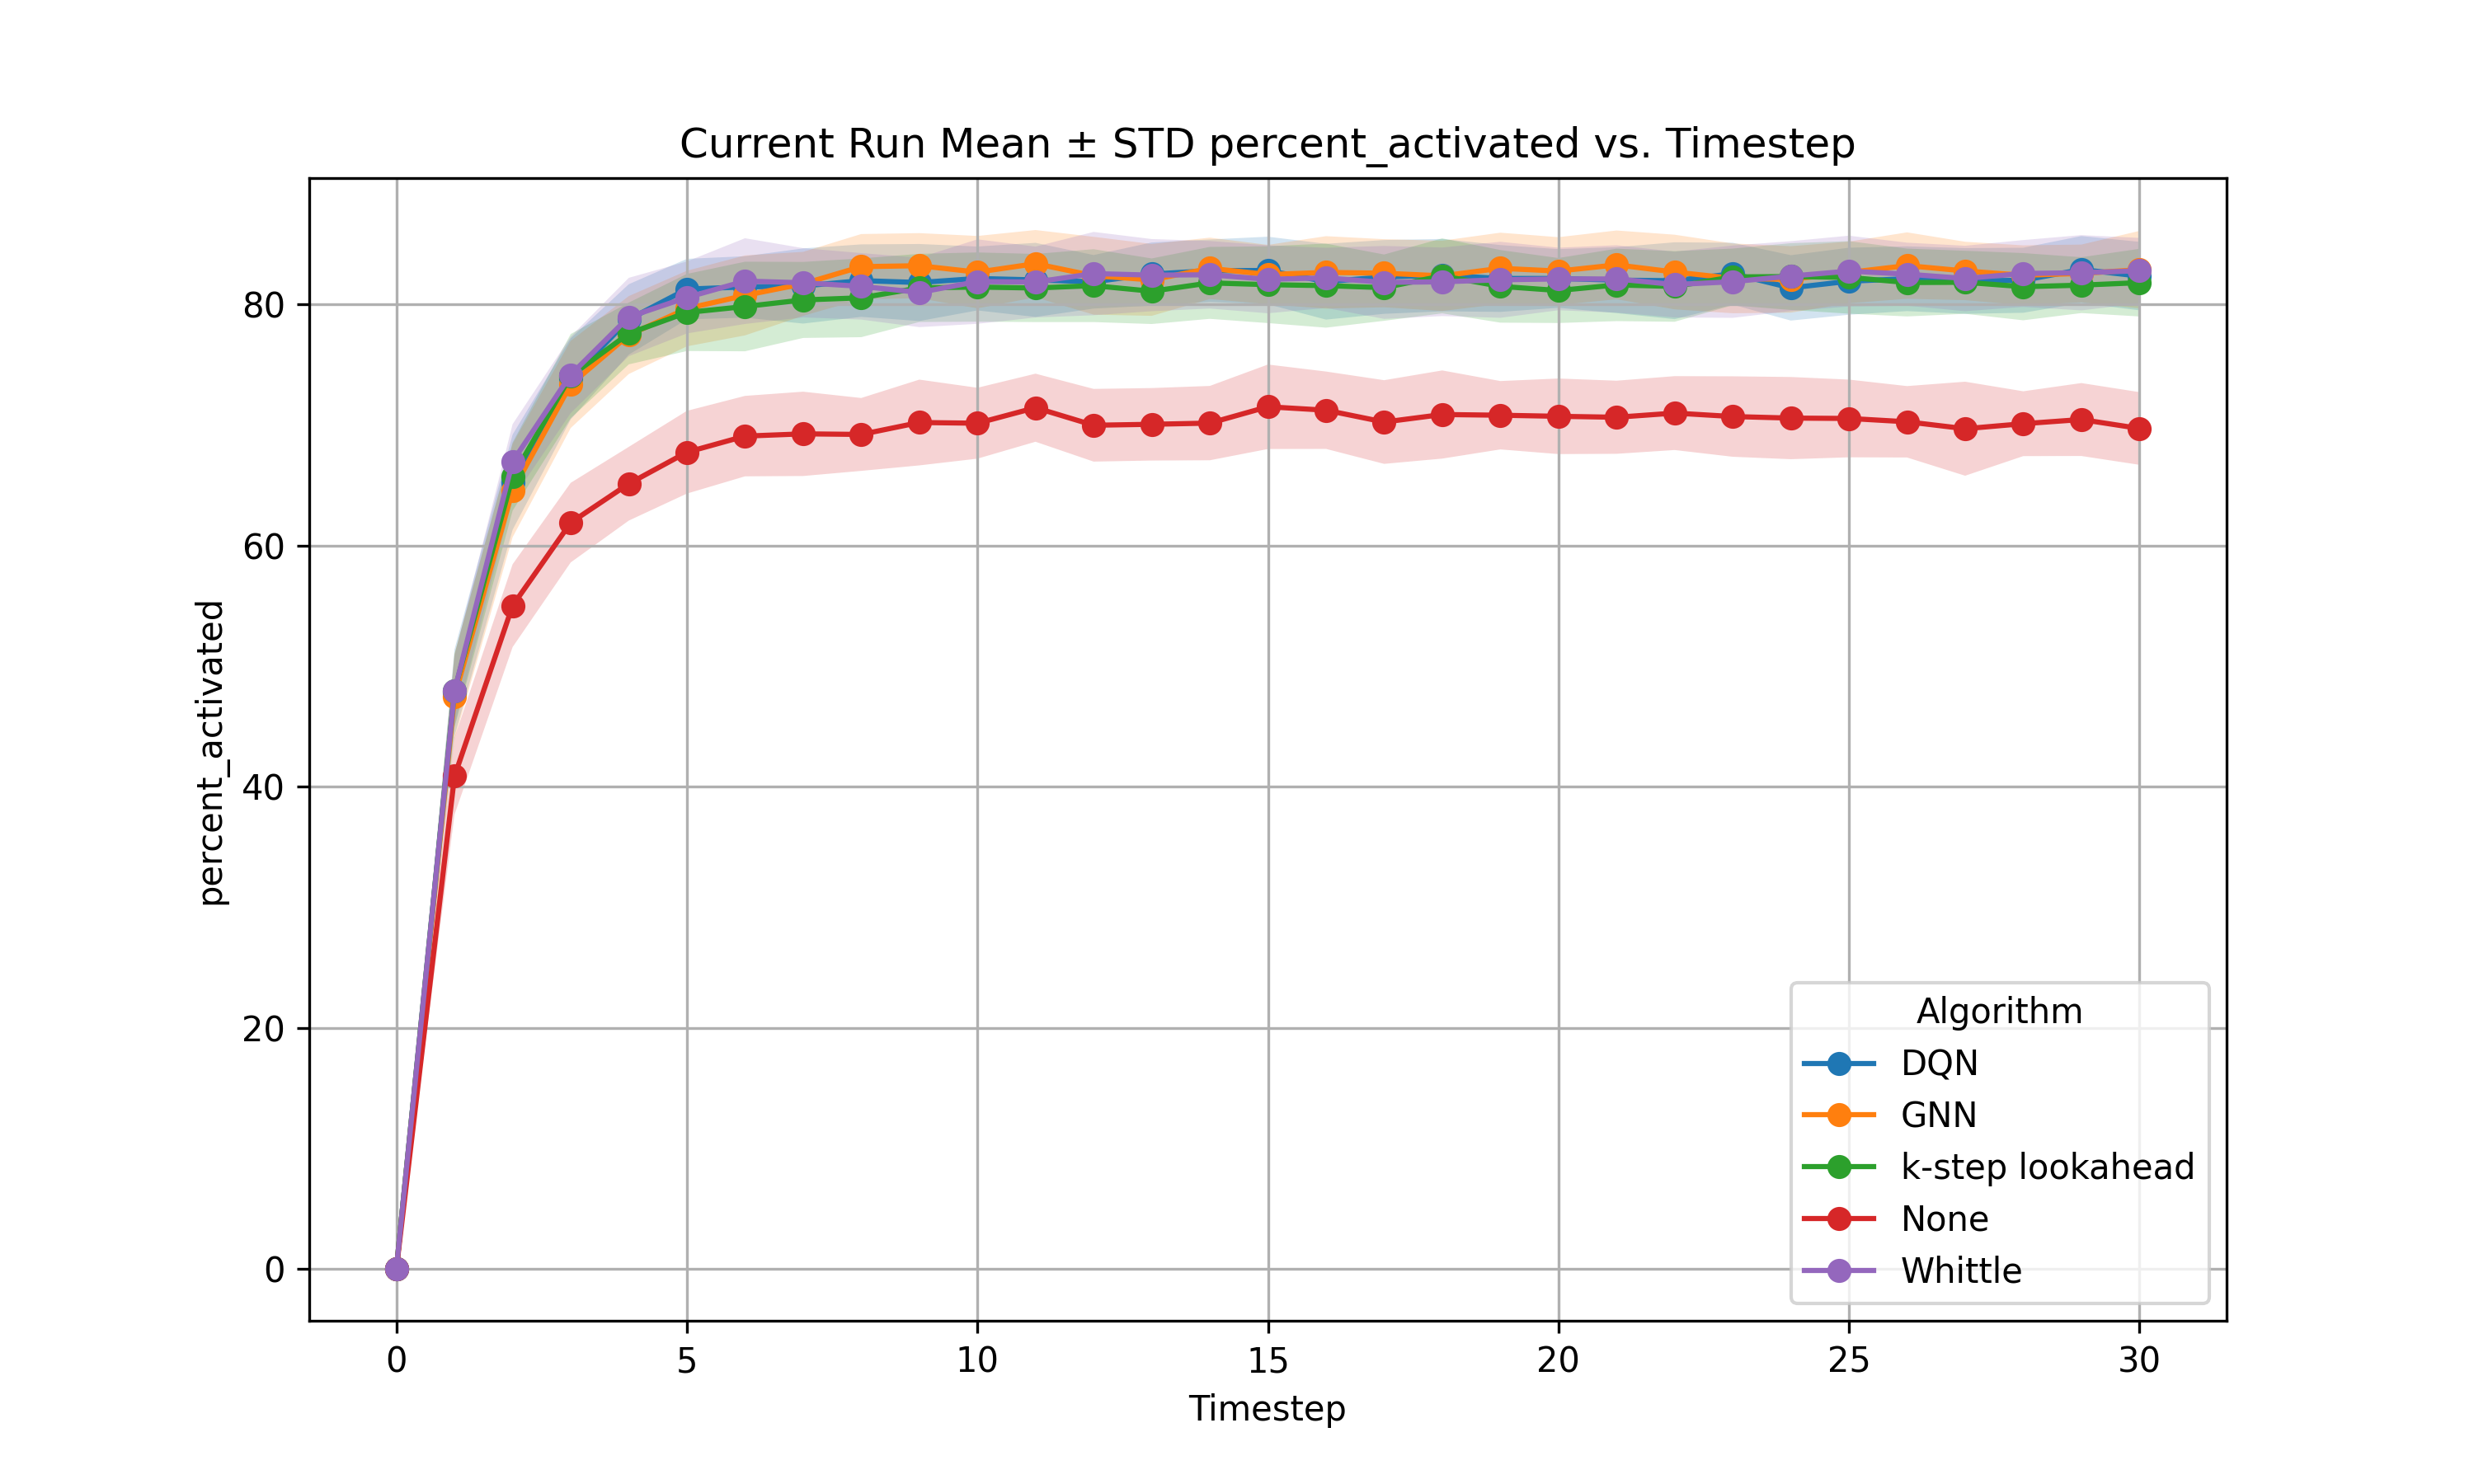 Current Run Mean ± STD percent_activated vs. Timestep
percent_activated
80
60
40
20
0
0 5 10 15 20 25 30
Timestep
Algorithm
DQN
GNN
k-step lookahead
None
Whittle